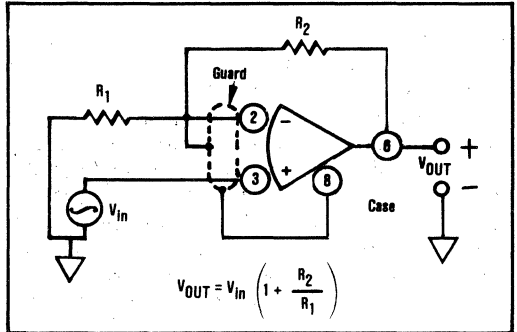 R2
Guard
R1
2
−
6
+
VOUT
−
3
+
8
Case
Vin
VOUT = Vin (1 + R2/R1)